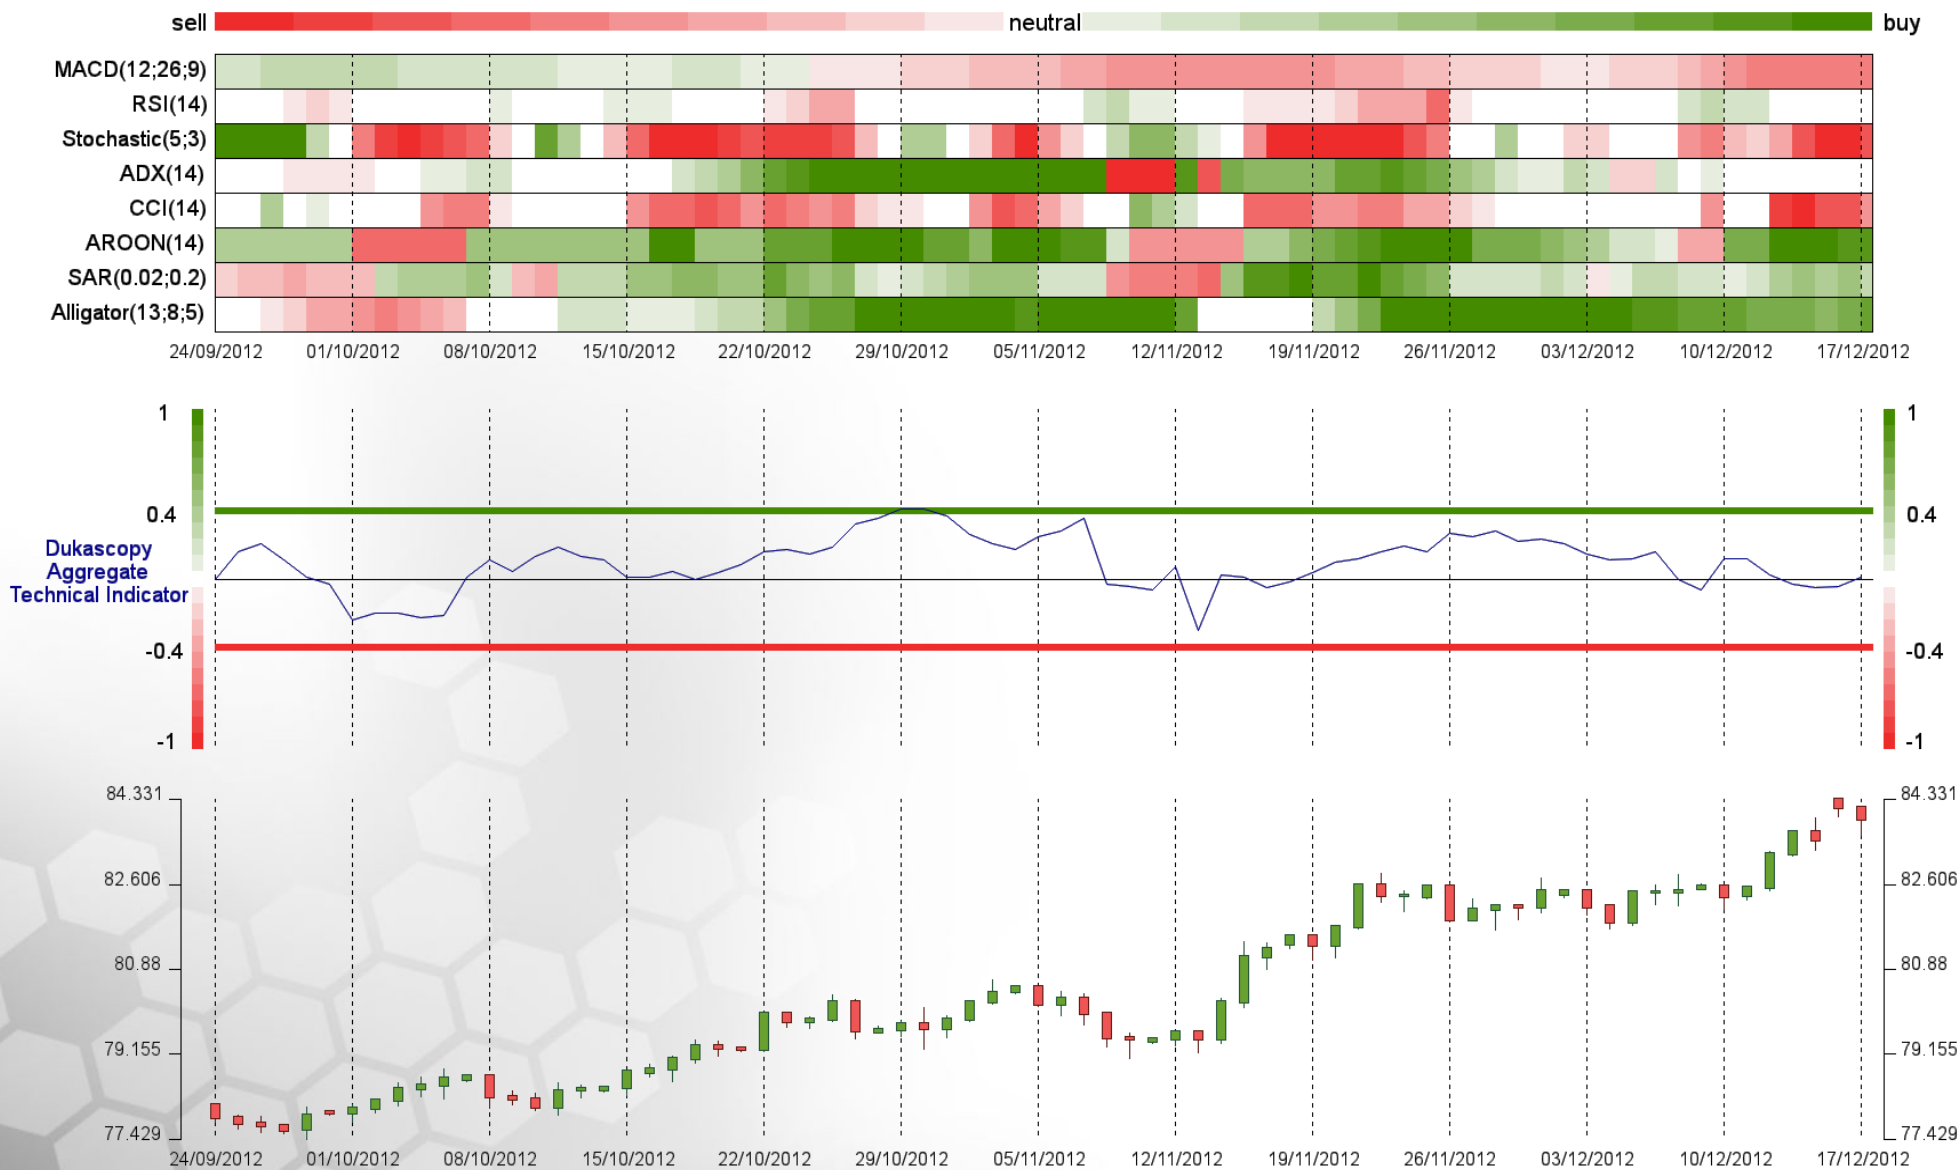 sell neutral buy
MACD(12;26;9)
RSI(14)
Stochastic(5;3)
ADX(14)
CCI(14)
AROON(14)
SAR(0.02;0.2)
Alligator(13;8;5)
24/09/2012 01/10/2012 08/10/2012 15/10/2012 22/10/2012 29/10/2012 05/11/2012 12/11/2012 19/11/2012 26/11/2012 03/12/2012 10/12/2012 17/12/2012
1 1
0.4 0.4
Dukascopy
Aggregate
Technical Indicator
-0.4 -0.4
-1 -1
84.331 84.331
82.606 82.606
80.88 80.88
79.155 79.155
77.429 77.429
24/09/2012 01/10/2012 08/10/2012 15/10/2012 22/10/2012 29/10/2012 05/11/2012 12/11/2012 19/11/2012 26/11/2012 03/12/2012 10/12/2012 17/12/2012